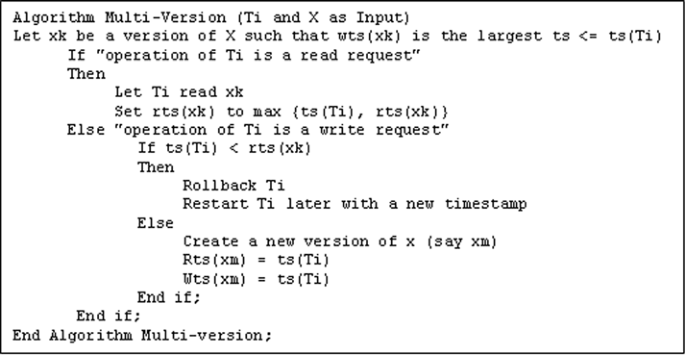 Algorithm Multi-Version (Ti and X as Input)
Let xk be a version of X such that wts(xk) is the largest ts <= ts(Ti)
If "operation of Ti is a read request"
Then
Let Ti read xk
Set rts(xk) to max {ts(Ti), rts(xk)}
Else "operation of Ti is a write request"
If ts(Ti) < rts(xk)
Then
Rollback Ti
Restart Ti later with a new timestamp
Else
Create a new version of x (say xm)
Rts(xm) = ts(Ti)
Wts(xm) = ts(Ti)
End if;
End if;
End Algorithm Multi-version;